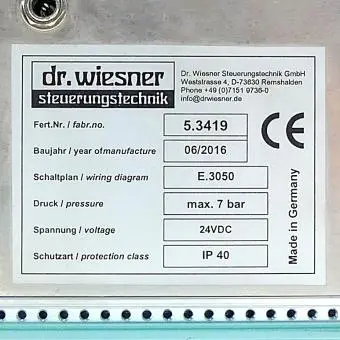 dr. wiesner
steuerungstechnik
Dr. Wiesner Steuerungstechnik GmbH
Weststrasse 4, D-73630 Remshalden
Phone +49 (0)7151 9736-0
info@drwiesner.de
Fert.Nr. / fabr.no. 5.3419
Baujahr / year of manufacture 06/2016
Schaltplan / wiring diagram E.3050
Druck / pressure max. 7 bar
Spannung / voltage 24VDC
Schutzart / protection class IP 40
CE
Made in Germany